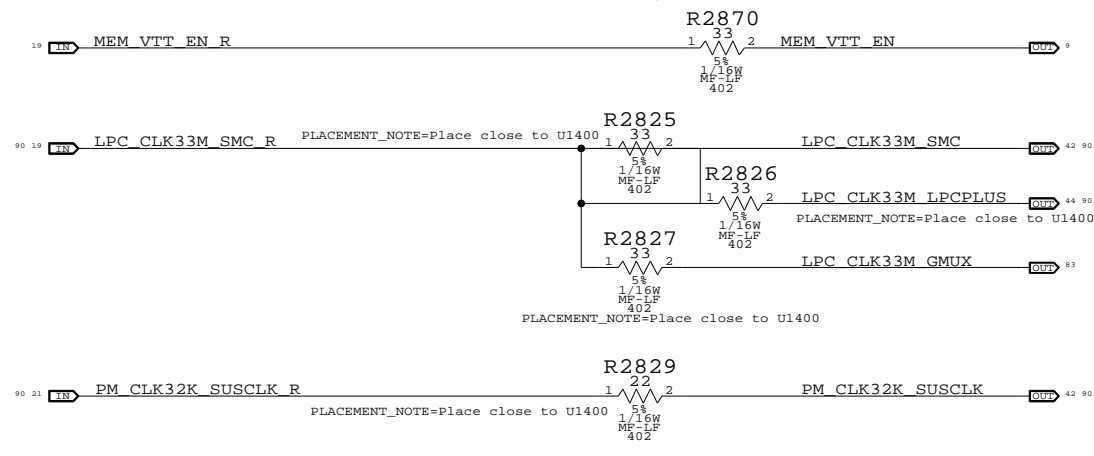 R2870
19 IN MEM_VTT_EN_R 1 33 2 MEM_VTT_EN OUT 9
5%
1/16W
MF-LF
402
R2825
90 19 IN LPC_CLK33M_SMC_R PLACEMENT_NOTE=Place close to U1400 1 33 2 LPC_CLK33M_SMC OUT 42 90
5%
1/16W
MF-LF
402
R2826
1 33 2 LPC_CLK33M_LPCPLUS OUT 44 90
PLACEMENT_NOTE=Place close to U1400
5%
1/16W
MF-LF
402
R2827
1 33 2 LPC_CLK33M_GMUX OUT 83
5%
1/16W
MF-LF
402
PLACEMENT_NOTE=Place close to U1400
R2829
90 21 IN PM_CLK32K_SUSCLK_R 1 22 2 PM_CLK32K_SUSCLK OUT 42 90
PLACEMENT_NOTE=Place close to U1400
5%
1/16W
MF-LF
402